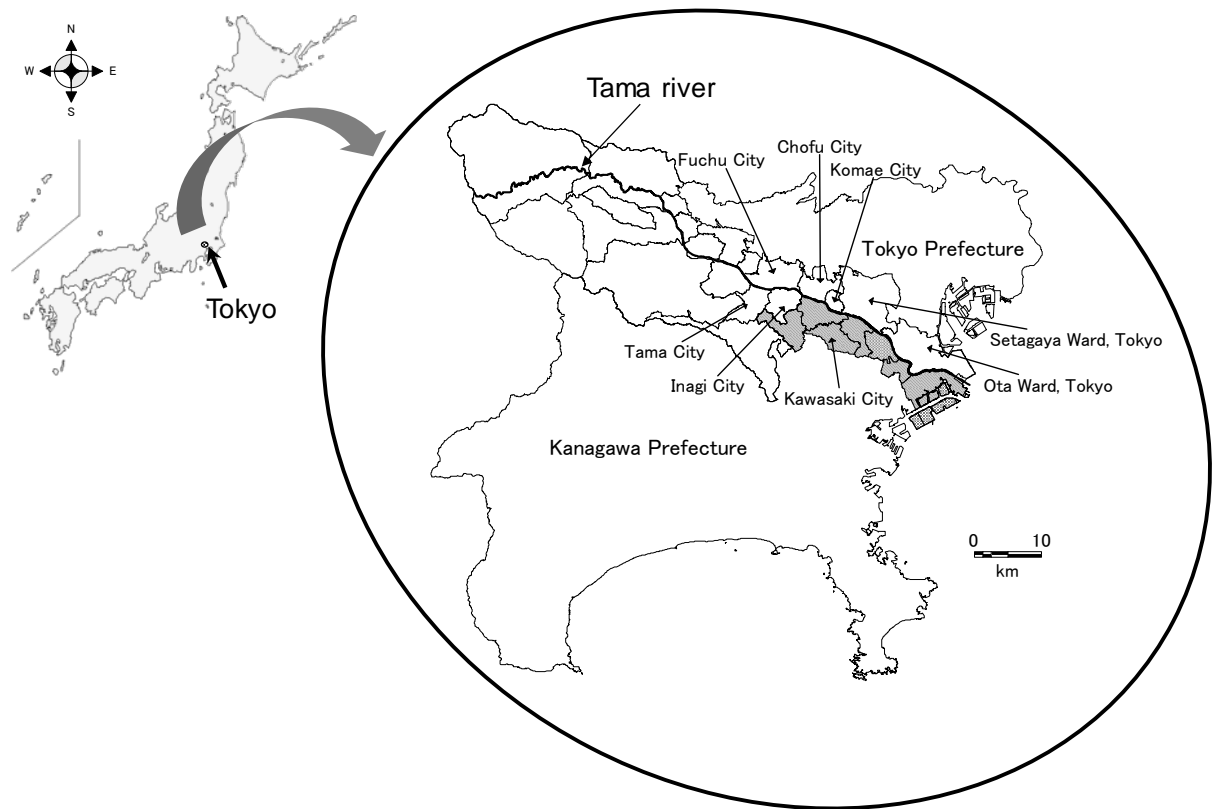 N
W E
S
Tokyo
Tama river
Fuchu City
Chofu City
Komae City
Tokyo Prefecture
Setagaya Ward, Tokyo
Tama City
Inagi City
Kawasaki City
Ota Ward, Tokyo
Kanagawa Prefecture
0 10
km